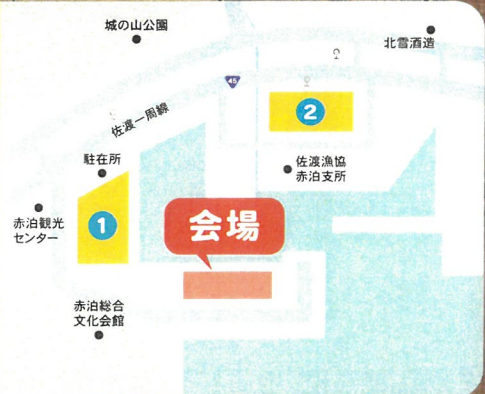 城の山公園
北雪酒造
45
佐渡一周線
2
駐在所
佐渡漁協
赤泊支所
赤泊観光
センター
1
会場
赤泊総合
文化会館